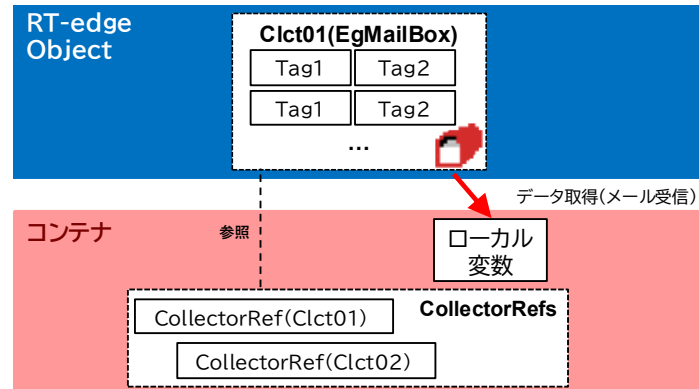 RT-edge
Object
Clct01(EgMailBox)
Tag1 Tag2
Tag1 Tag2
…
データ取得(メール受信)
コンテナ
参照
ローカル
変数
CollectorRef(Clct01)
CollectorRefs
CollectorRef(Clct02)